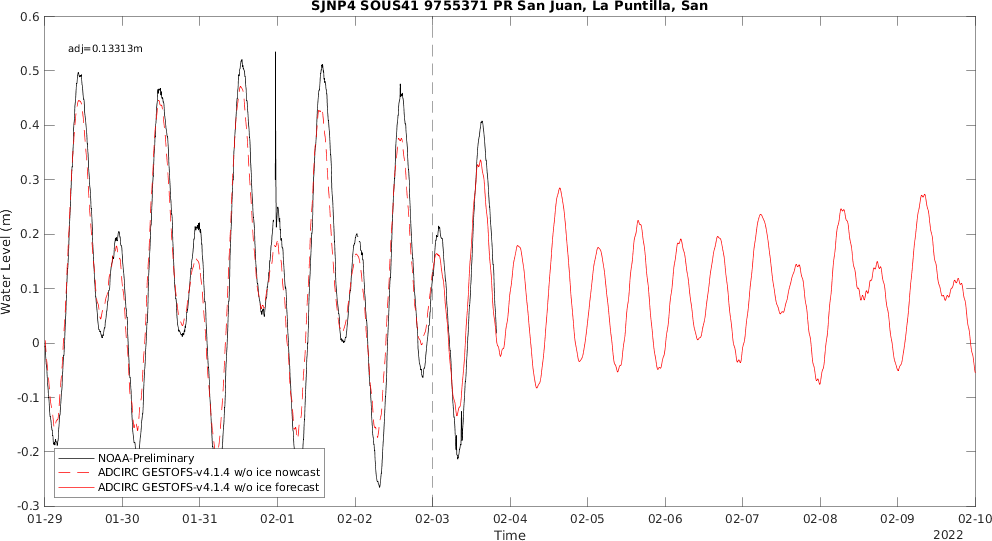 SJNP4 SOUS41 9755371 PR San Juan, La Puntilla, San
adj=0.13313m
Water Level (m)
0.6
0.5
0.4
0.3
0.2
0.1
0
-0.1
-0.2
-0.3
NOAA-Preliminary
ADCIRC GESTOFS-v4.1.4 w/o ice nowcast
ADCIRC GESTOFS-v4.1.4 w/o ice forecast
01-29 01-30 01-31 02-01 02-02 02-03 02-04 02-05 02-06 02-07 02-08 02-09 02-10
Time
2022